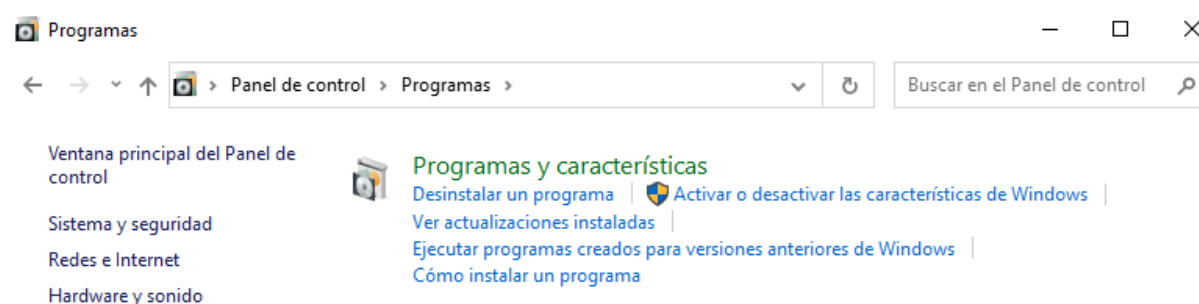 Programas
Panel de control > Programas >
Buscar en el Panel de control
Ventana principal del Panel de
control
Sistema y seguridad
Redes e Internet
Hardware y sonido
Programas y características
Desinstalar un programa
Activar o desactivar las características de Windows
Ver actualizaciones instaladas
Ejecutar programas creados para versiones anteriores de Windows
Cómo instalar un programa